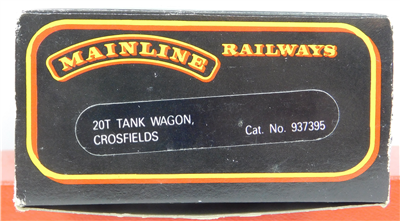 MAINLINE RAILWAYS
20T TANK WAGON, Cat. No. 937395
CROSFIELDS